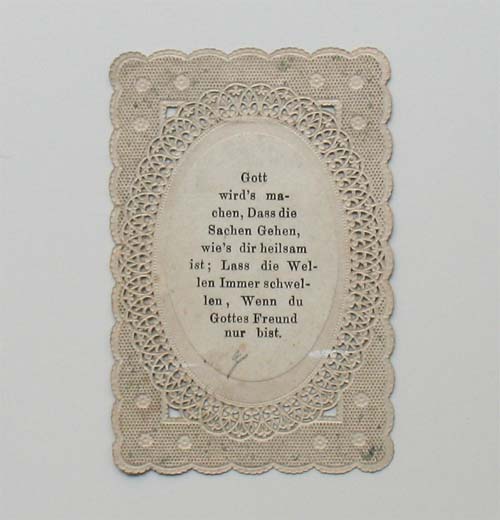 Gott
wird's ma-
chen, Dass die
Sachen Gehen,
wie's dir heilsam
ist; Lass die Wel-
len Immer schwel-
len, Wenn du
Gottes Freund
nur bist.